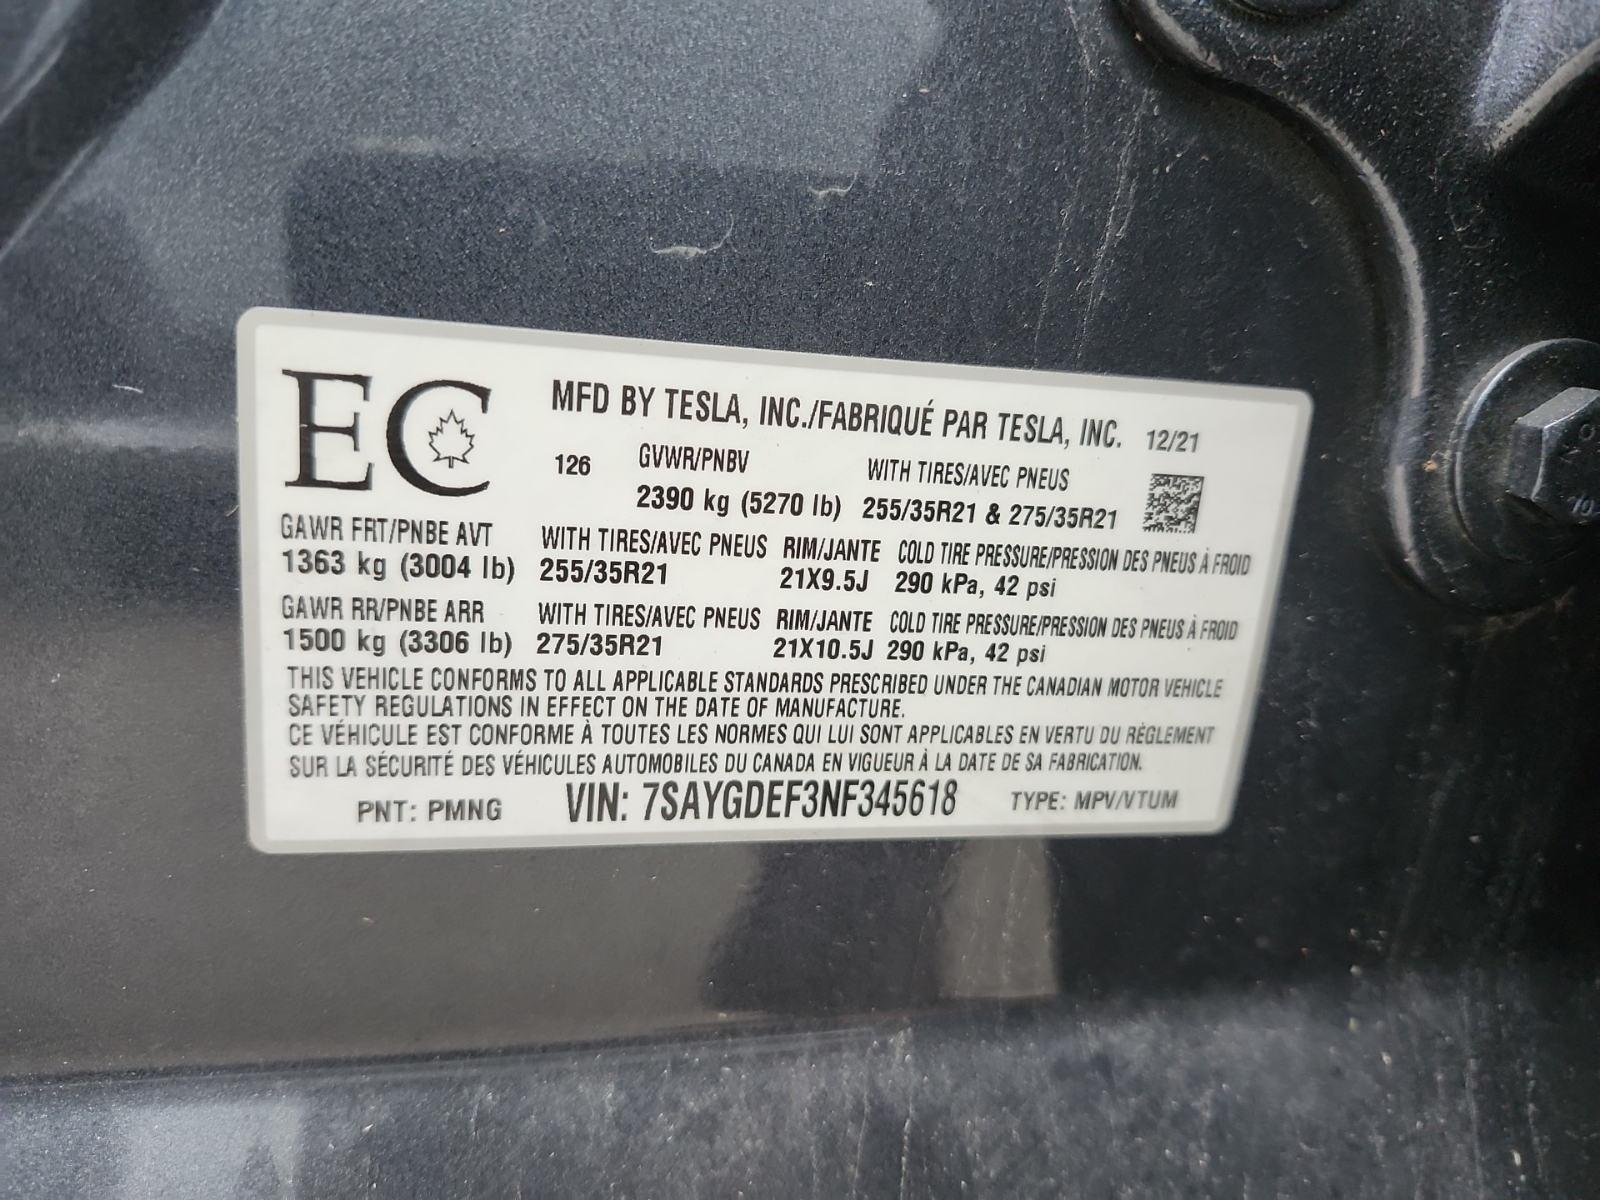 EC
MFD BY TESLA, INC./FABRIQUÉ PAR TESLA, INC. 12/21
126 GVWR/PNBV WITH TIRES/AVEC PNEUS
2390 kg (5270 lb) 255/35R21 & 275/35R21
GAWR FRT/PNBE AVT WITH TIRES/AVEC PNEUS RIM/JANTE COLD TIRE PRESSURE/PRESSION DES PNEUS À FROID
1363 kg (3004 lb) 255/35R21 21X9.5J 290 kPa, 42 psi
GAWR RR/PNBE ARR WITH TIRES/AVEC PNEUS RIM/JANTE COLD TIRE PRESSURE/PRESSION DES PNEUS À FROID
1500 kg (3306 lb) 275/35R21 21X10.5J 290 kPa, 42 psi
THIS VEHICLE CONFORMS TO ALL APPLICABLE STANDARDS PRESCRIBED UNDER THE CANADIAN MOTOR VEHICLE
SAFETY REGULATIONS IN EFFECT ON THE DATE OF MANUFACTURE.
CE VÉHICULE EST CONFORME À TOUTES LES NORMES QUI LUI SONT APPLICABLES EN VERTU DU RÈGLEMENT
SUR LA SÉCURITÉ DES VÉHICULES AUTOMOBILES DU CANADA EN VIGUEUR À LA DATE DE SA FABRICATION.
PNT: PMNG VIN: 7SAYGDEF3NF345618 TYPE: MPV/VTUM